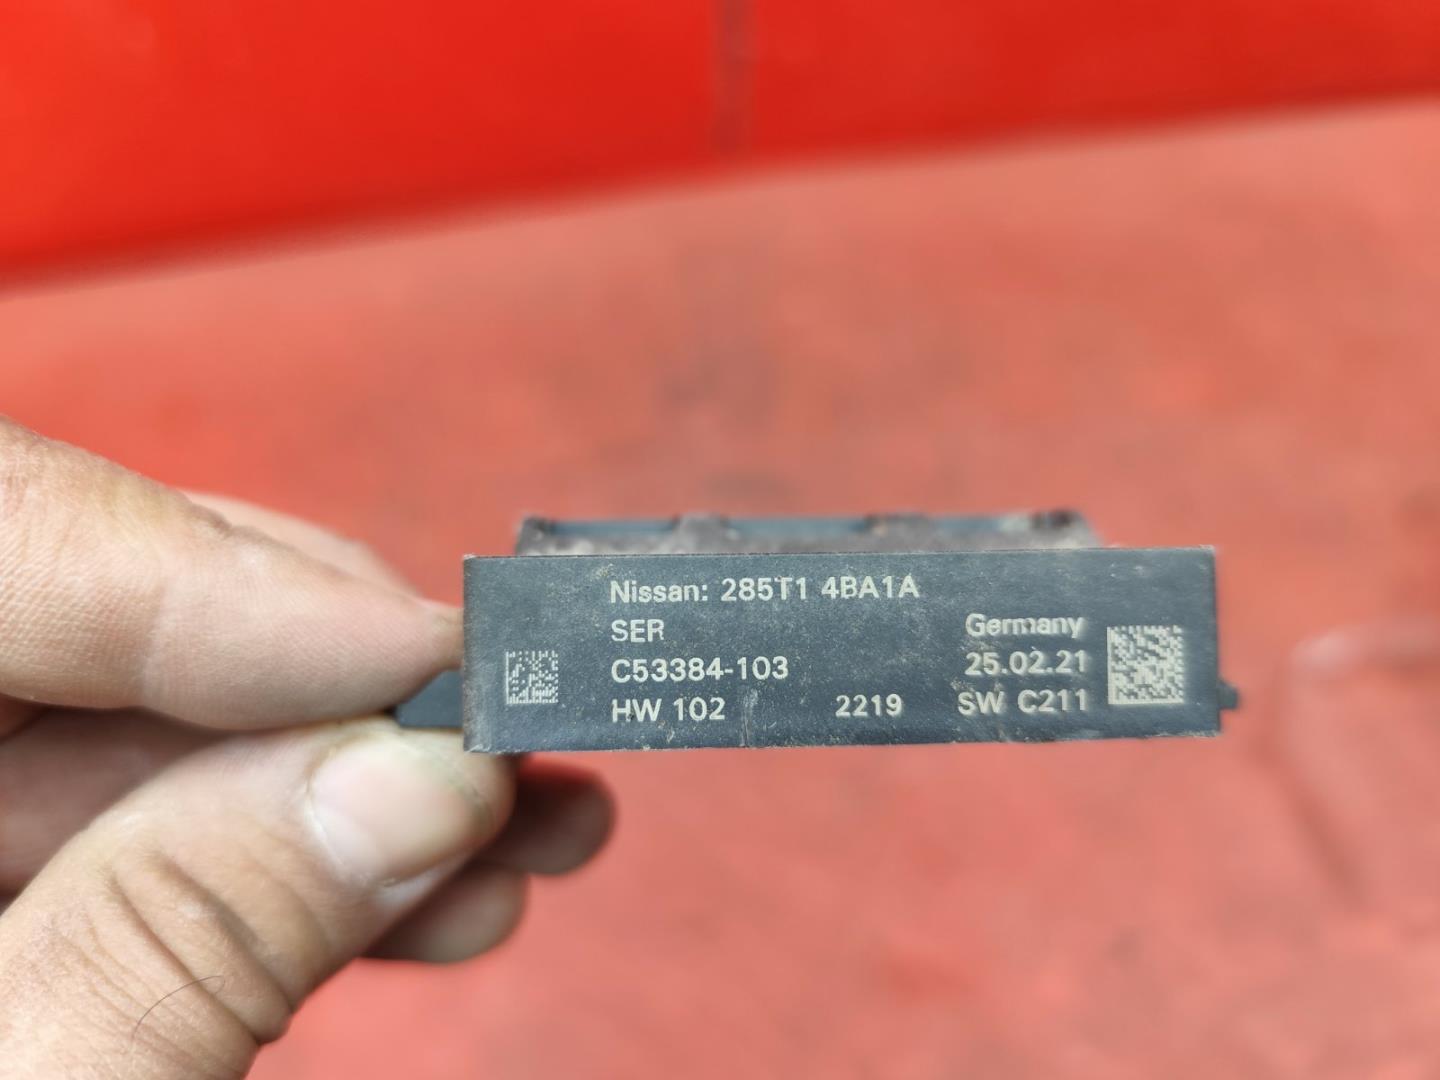 Nissan: 285T1 4BA1A
SER
Germany
C53384-103
25.02.21
HW 102
2219
SW C211